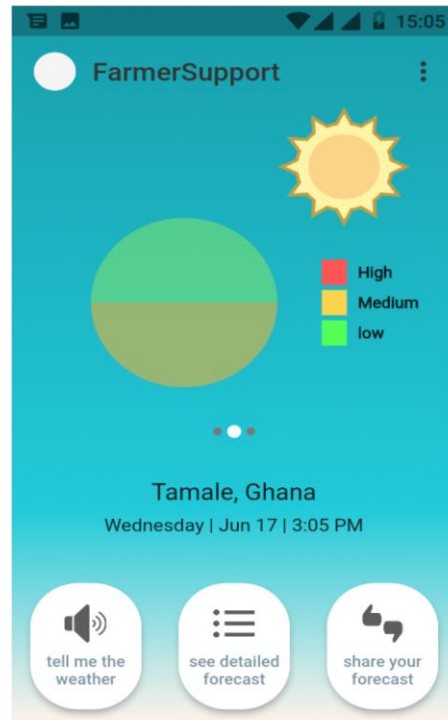 15:05
FarmerSupport
High
Medium
low
Tamale, Ghana
Wednesday | Jun 17 | 3:05 PM
tell me the
weather
see detailed
forecast
share your
forecast